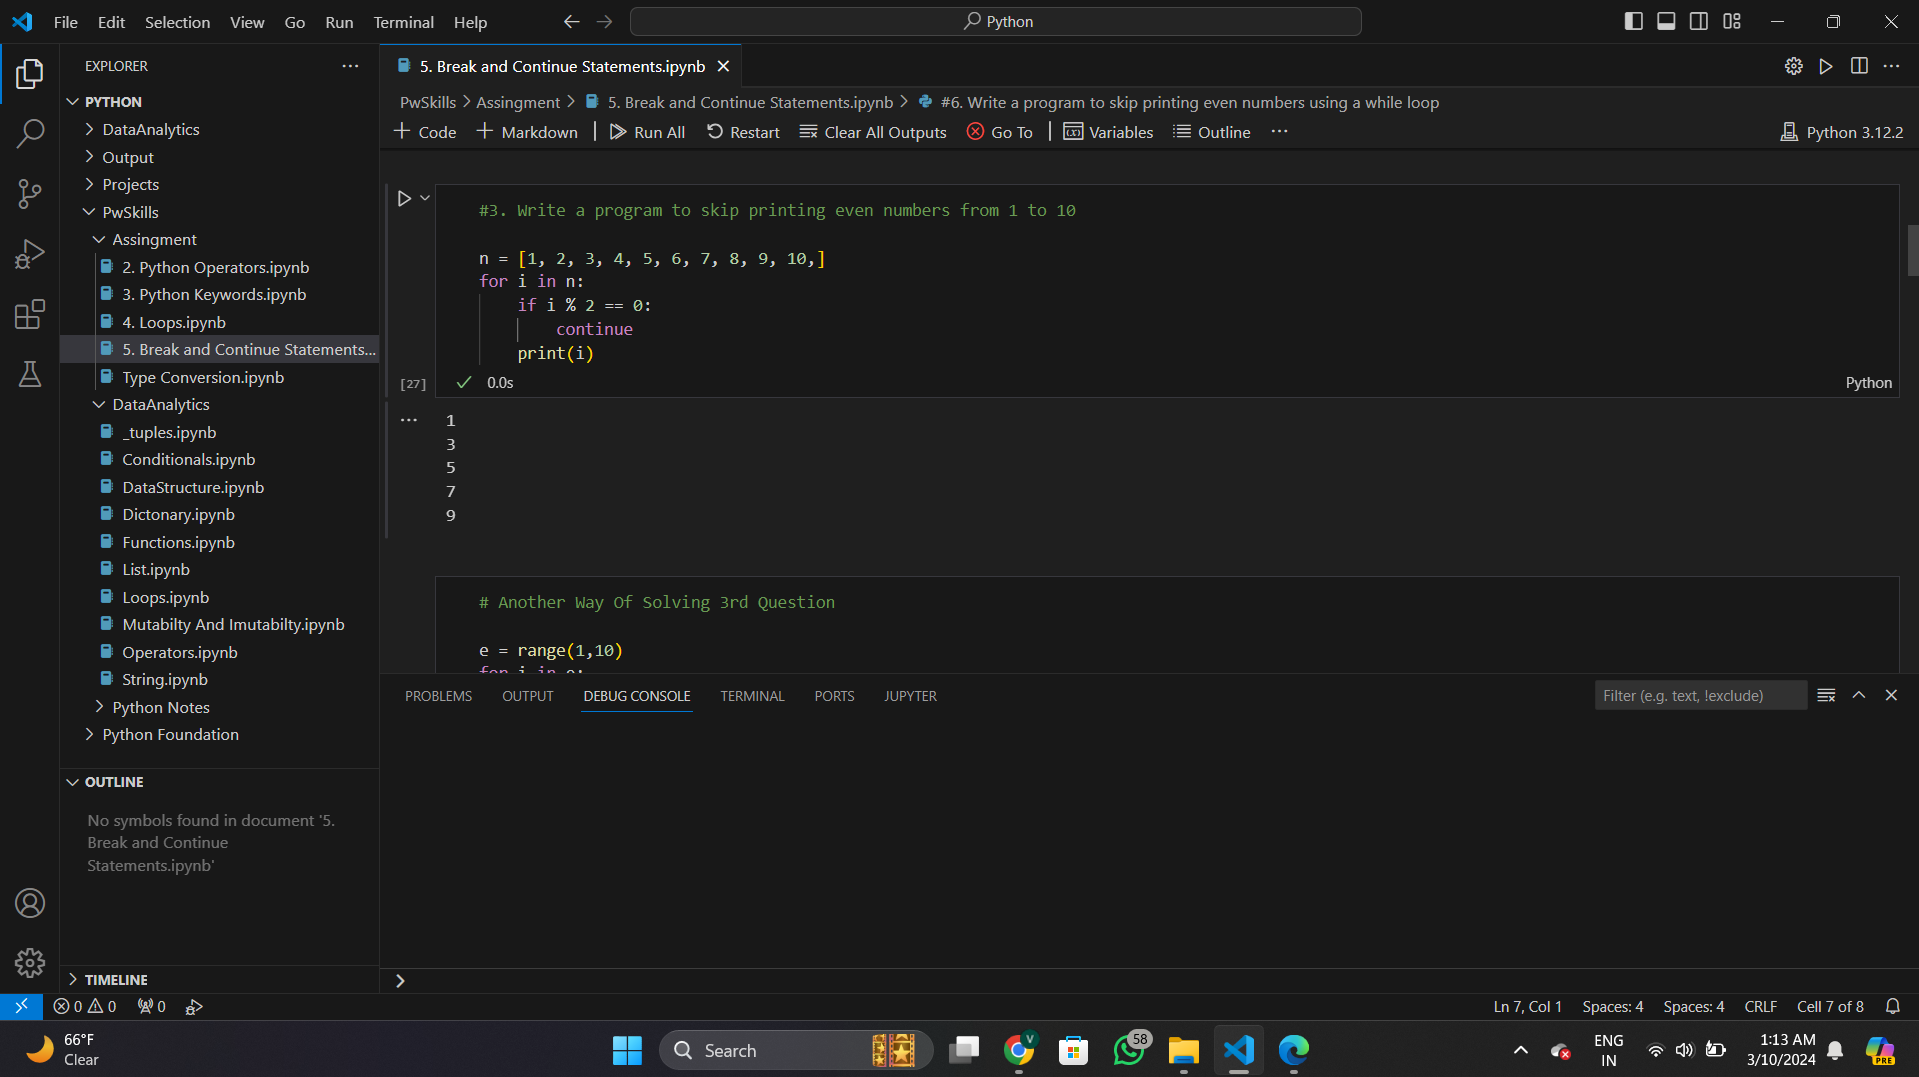 File Edit Selection View Go Run Terminal Help
Python
EXPLORER
PYTHON
DataAnalytics
Output
Projects
PwSkills
Assingment
2. Python Operators.ipynb
3. Python Keywords.ipynb
4. Loops.ipynb
5. Break and Continue Statements...
Type Conversion.ipynb
DataAnalytics
_tuples.ipynb
Conditionals.ipynb
DataStructure.ipynb
Dictonary.ipynb
Functions.ipynb
List.ipynb
Loops.ipynb
Mutabilty And Imutabilty.ipynb
Operators.ipynb
String.ipynb
Python Notes
Python Foundation
OUTLINE
No symbols found in document '5.
Break and Continue
Statements.ipynb'
TIMELINE
5. Break and Continue Statements.ipynb
PwSkills > Assingment > 5. Break and Continue Statements.ipynb > #6. Write a program to skip printing even numbers using a while loop
+ Code + Markdown Run All Restart Clear All Outputs Go To Variables Outline ... Python 3.12.2
#3. Write a program to skip printing even numbers from 1 to 10
n = [1, 2, 3, 4, 5, 6, 7, 8, 9, 10,]
for i in n:
if i % 2 == 0:
continue
print(i)
[27] 0.0s Python
1
3
5
7
9
# Another Way Of Solving 3rd Question
e = range(1,10)
for i in e:
PROBLEMS OUTPUT DEBUG CONSOLE TERMINAL PORTS JUPYTER
Filter (e.g. text, !exclude)
0 0 0 Ln 7, Col 1 Spaces: 4 Spaces: 4 CRLF Cell 7 of 8
66°F
Clear
Search
V
58
ENG
IN
1:13 AM
3/10/2024
PRE